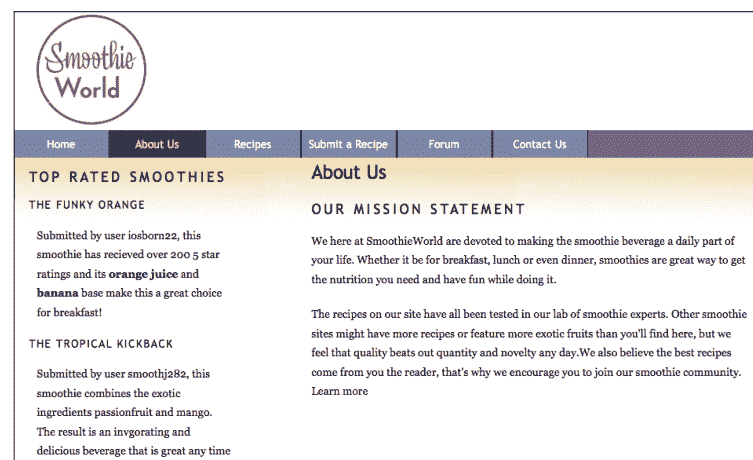 Smoothie
World
Home
About Us
Recipes
Submit a Recipe
Forum
Contact Us
TOP RATED SMOOTHIES
THE FUNKY ORANGE
Submitted by user iosborn22, this
smoothie has recieved over 200 5 star
ratings and its orange juice and
banana base make this a great choice
for breakfast!
THE TROPICAL KICKBACK
Submitted by user smoothj282, this
smoothie combines the exotic
ingredients passionfruit and mango.
The result is an invgorating and
delicious beverage that is great any time
About Us
OUR MISSION STATEMENT
We here at SmoothieWorld are devoted to making the smoothie beverage a daily part of
your life. Whether it be for breakfast, lunch or even dinner, smoothies are great way to get
the nutrition you need and have fun while doing it.
The recipes on our site have all been tested in our lab of smoothie experts. Other smoothie
sites might have more recipes or feature more exotic fruits than you'll find here, but we
feel that quality beats out quantity and novelty any day.We also believe the best recipes
come from you the reader, that's why we encourage you to join our smoothie community.
Learn more